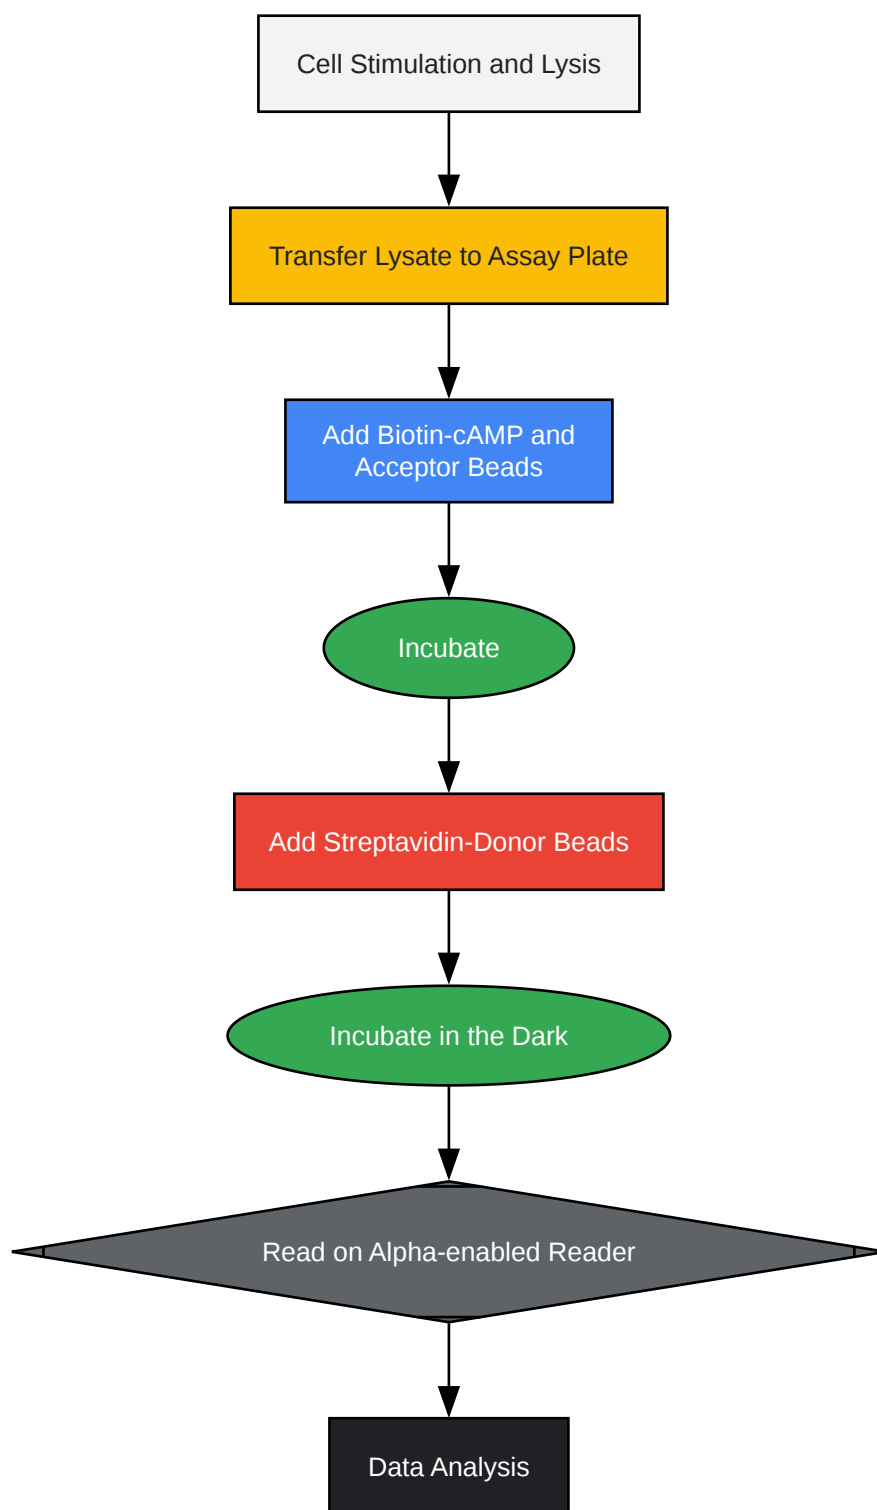 Cell Stimulation and Lysis
Transfer Lysate to Assay Plate
Add Biotin-cAMP and
Acceptor Beads
Incubate
Add Streptavidin-Donor Beads
Incubate in the Dark
Read on Alpha-enabled Reader
Data Analysis